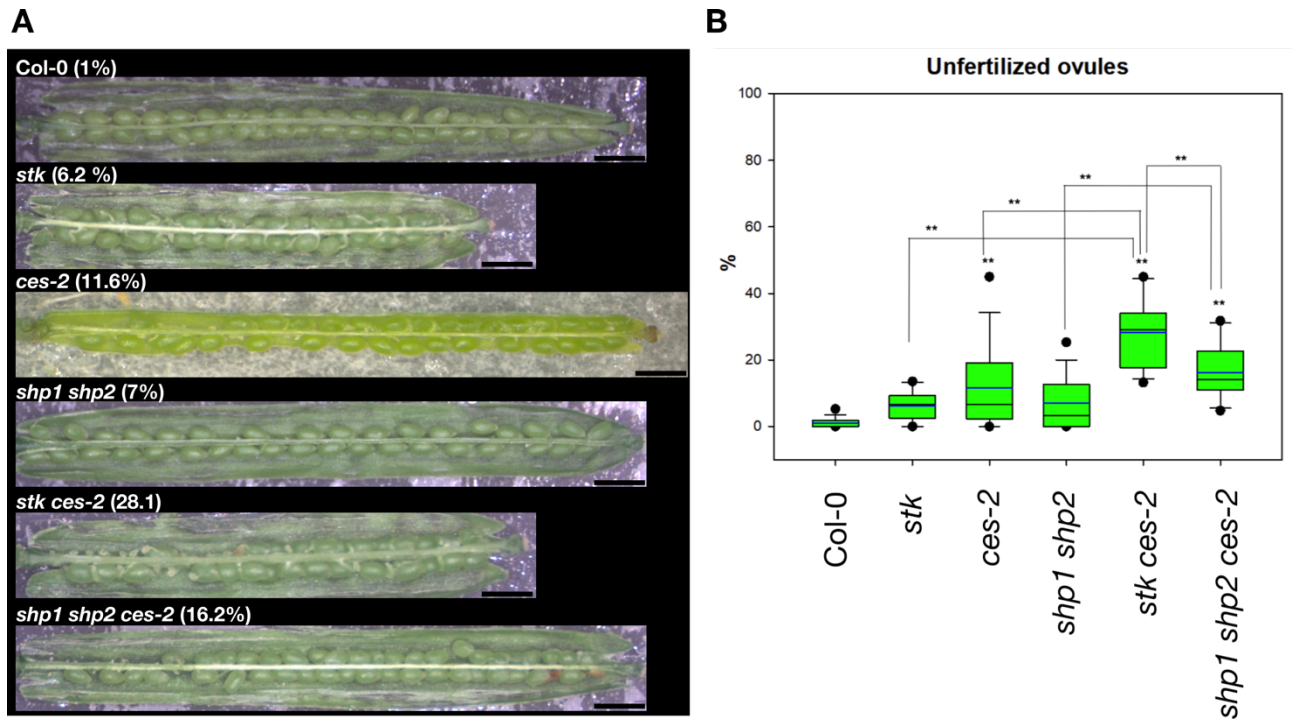 A
Col-0 (1%)
stk (6.2 %)
ces-2 (11.6%)
shp1 shp2 (7%)
stk ces-2 (28.1)
shp1 shp2 ces-2 (16.2%)
B
Unfertilized ovules
100
80
60
40
20
0
%
**
**
**
**
**
**
**
Col-0
stk
ces-2
shp1 shp2
stk ces-2
shp1 shp2 ces-2